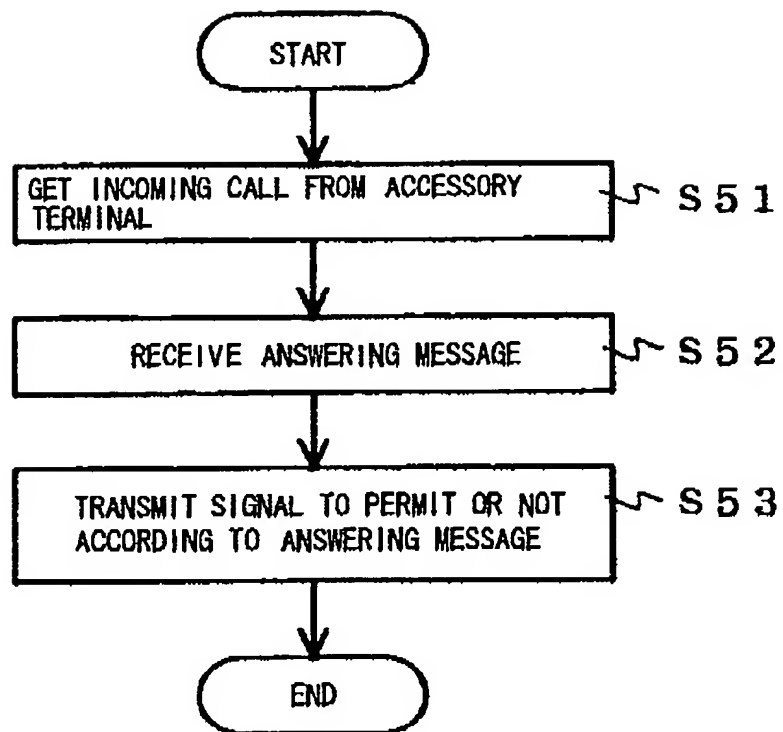 START
GET INCOMING CALL FROM ACCESSORY
TERMINAL
S51
RECEIVE ANSWERING MESSAGE
S52
TRANSMIT SIGNAL TO PERMIT OR NOT
ACCORDING TO ANSWERING MESSAGE
S53
END